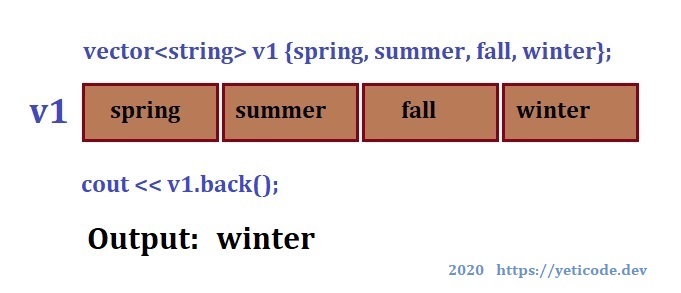 vector<string> v1 {spring, summer, fall, winter};
v1 spring summer fall winter
cout << v1.back();
Output: winter
2020 https://yeticode.dev